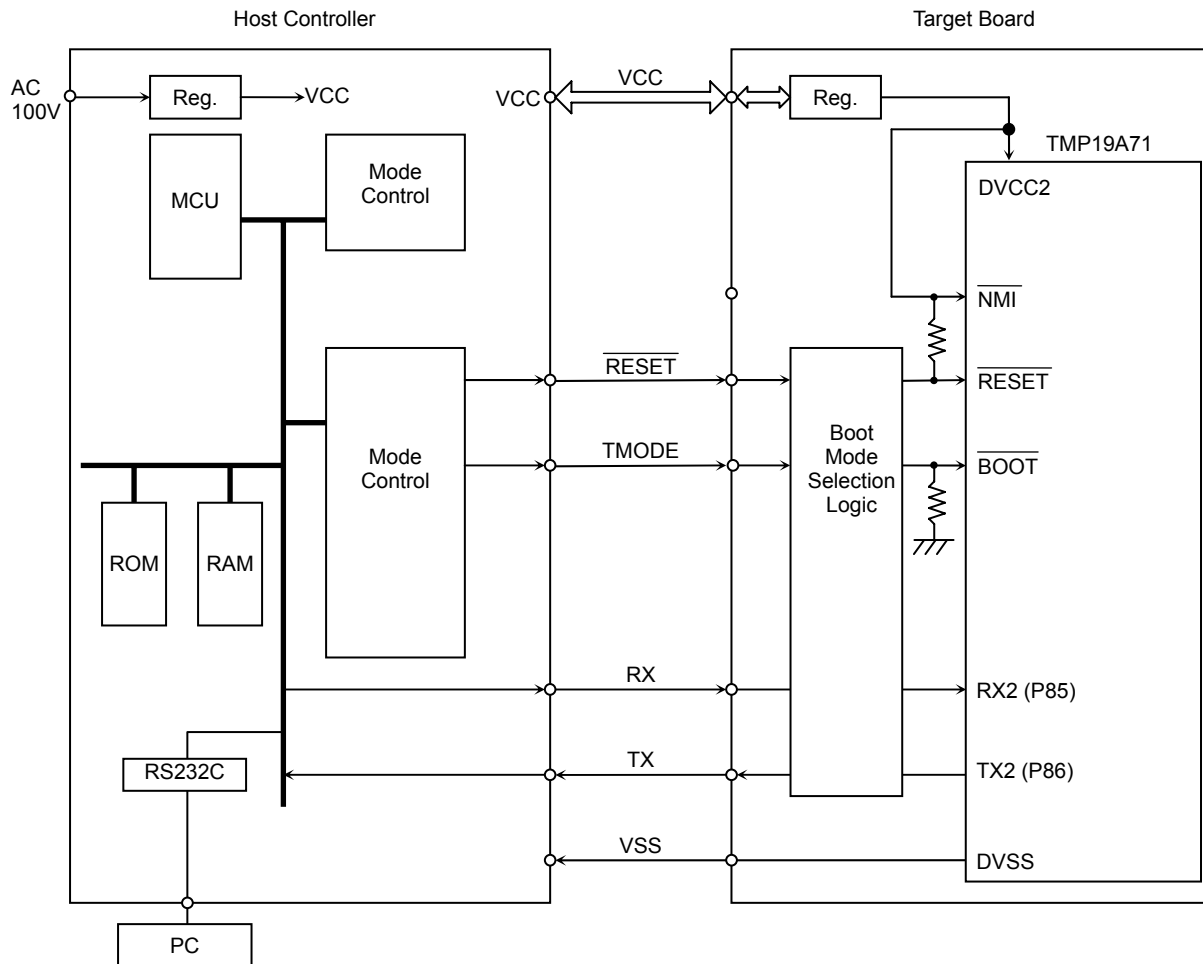 Host Controller
Target Board
AC
100V
Reg.
VCC
VCC
VCC
Reg.
TMP19A71
MCU
Mode
Control
DVCC2
NMI
RESET
RESET
Mode
Control
TMODE
Boot
Mode
Selection
Logic
BOOT
ROM
RAM
RX
RX2 (P85)
RS232C
TX
TX2 (P86)
VSS
DVSS
PC